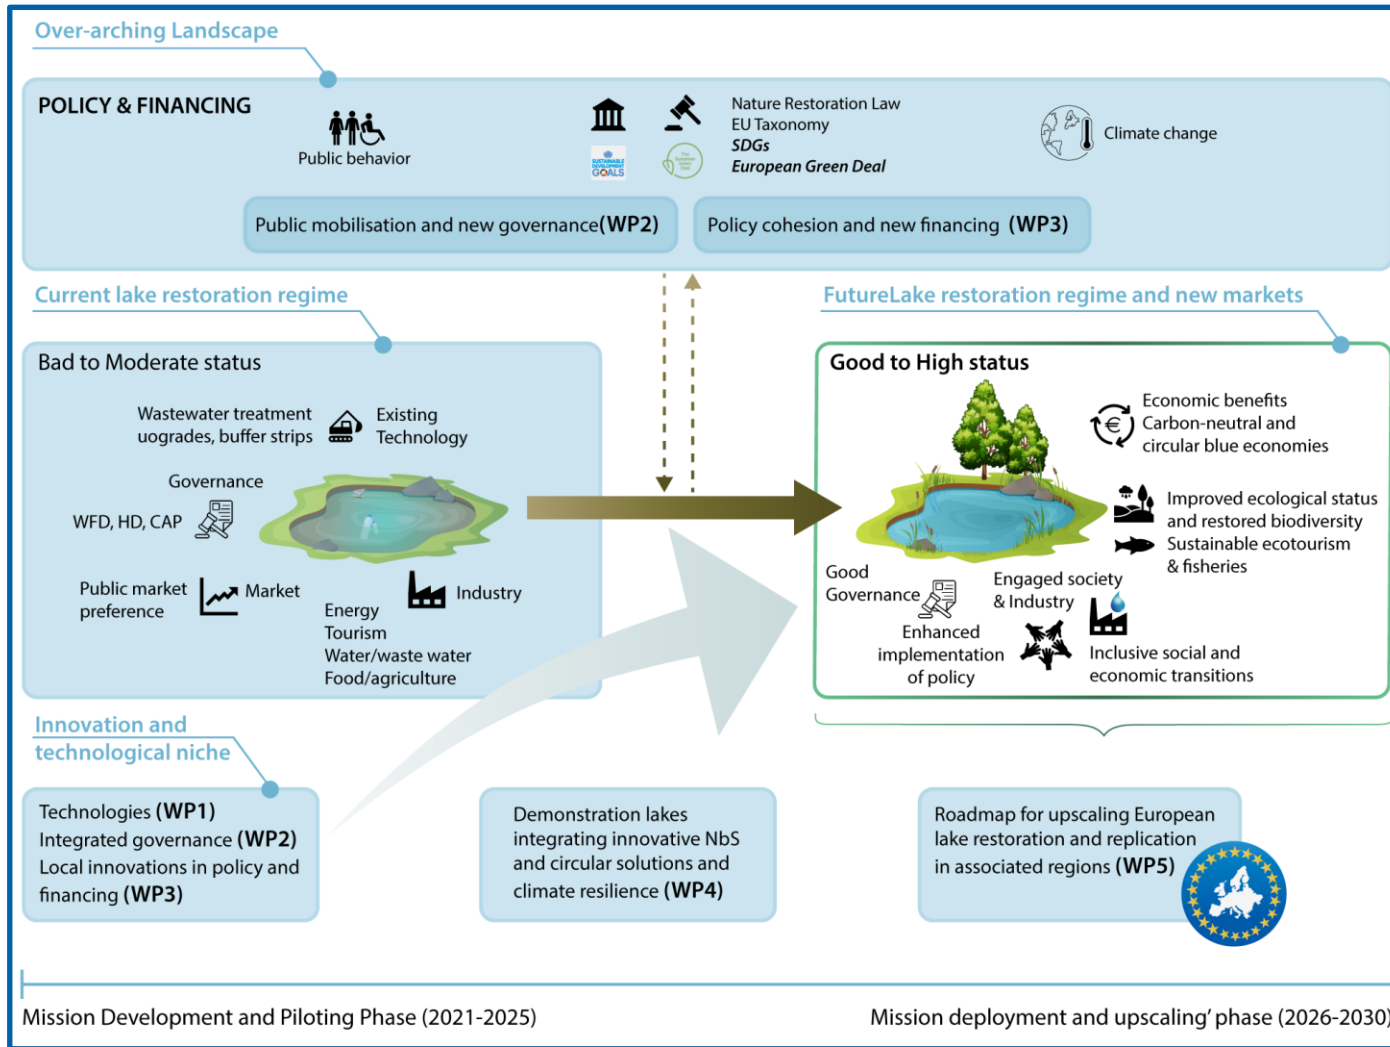 Over-arching Landscape
POLICY & FINANCING
Public behavior
SUSTAINABLE
DEVELOPMENT
GOALS
The
European
Green
Deal
Nature Restoration Law
EU Taxonomy
SDGs
European Green Deal
Climate change
Public mobilisation and new governance(WP2)
Policy cohesion and new financing (WP3)
Current lake restoration regime
Bad to Moderate status
Wastewater treatment
uogrades, buffer strips
Existing
Technology
Governance
WFD, HD, CAP
Public market
preference
Market
Industry
Energy
Tourism
Water/waste water
Food/agriculture
FutureLake restoration regime and new markets
Good to High status
Economic benefits
Carbon-neutral and
circular blue economies
Improved ecological status
and restored biodiversity
Sustainable ecotourism
& fisheries
Good
Governance
Engaged society
& Industry
Enhanced
implementation
of policy
Inclusive social and
economic transitions
Innovation and
technological niche
Technologies (WP1)
Integrated governance (WP2)
Local innovations in policy and
financing (WP3)
Demonstration lakes
integrating innovative NbS
and circular solutions and
climate resilience (WP4)
Roadmap for upscaling European
lake restoration and replication
in associated regions (WP5)
Mission Development and Piloting Phase (2021-2025)
Mission deployment and upscaling' phase (2026-2030)